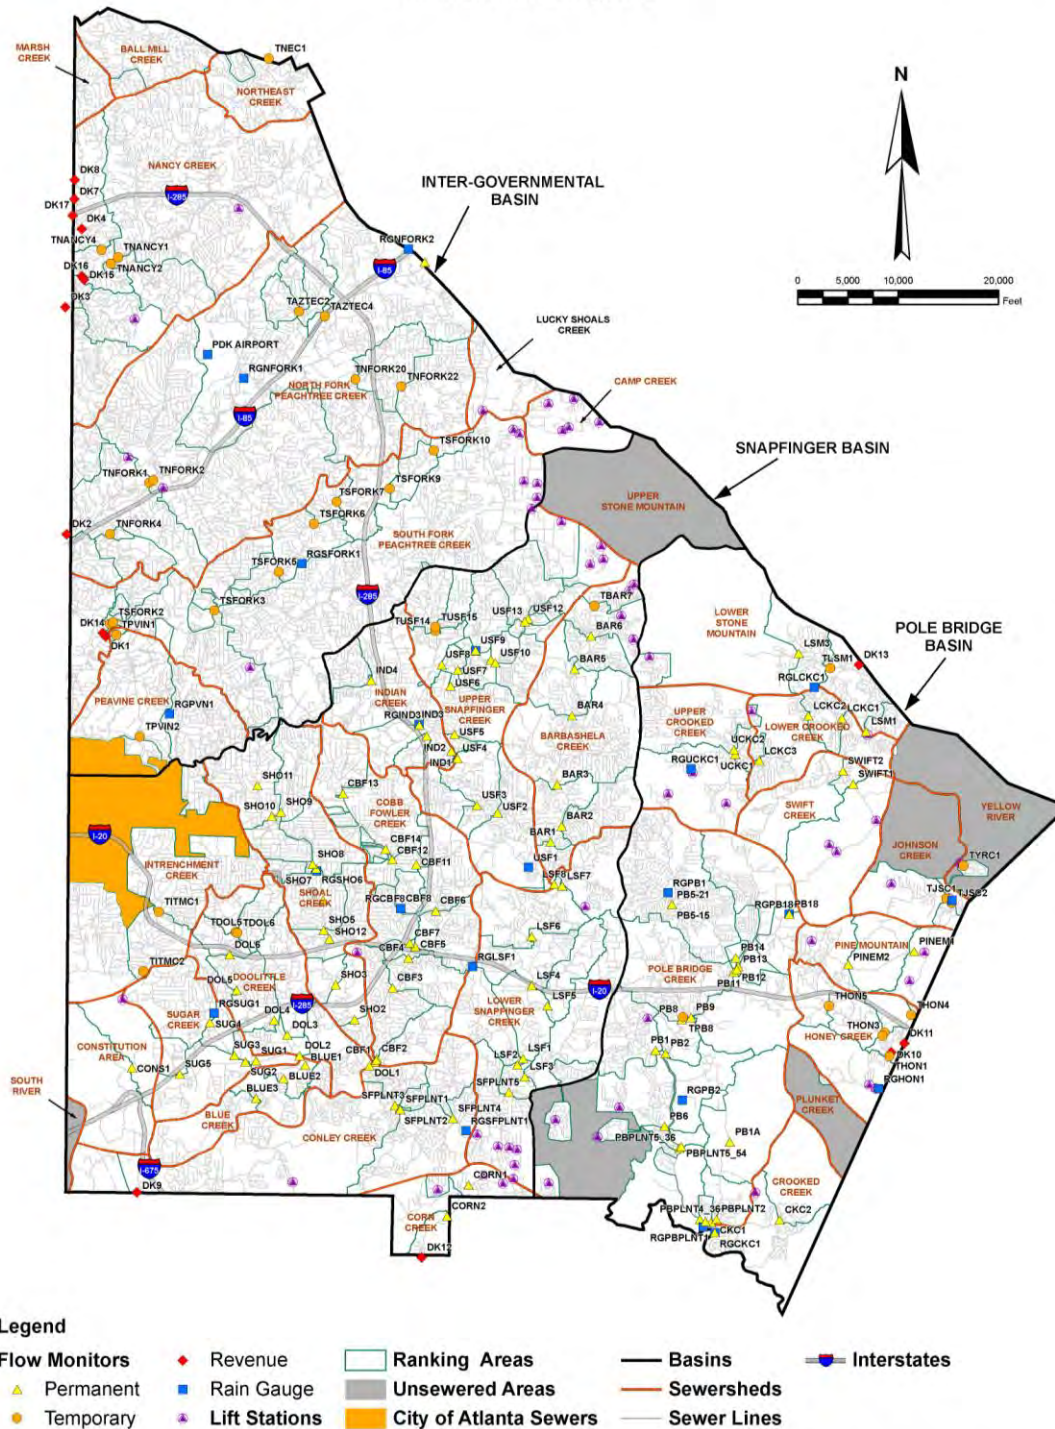 MARSH
CREEK
BALL MILL
CREEK
TNEC1
NORTHEAST
CREEK
N
NANCY CREEK
DK8
DK7
DK17
DK4
I-285
INTER-GOVERNMENTAL
BASIN
TNANCY4
TNANCY1
TNANCY2
DK16
DK15
DK3
RGNFORK2
I-85
0
5,000
10,000
20,000
Feet
TAZTEC2
TAZTEC4
LUCKY SHOALS
CREEK
PDK AIRPORT
RGNFORK1
NORTH FORK
PEACHTREE CREEK
TNFORK20
TNFORK22
CAMP CREEK
I-85
TSFORK10
SNAPFINGER BASIN
TNFORK1
TNFORK2
TSFORK7
TSFORK9
TSFORK6
UPPER
STONE MOUNTAIN
DK2
TNFORK4
SOUTH FORK
PEACHTREE CREEK
RGSFORK1
TSFORK5
I-285
TSFORK3
TSFORK2
DK14
TPVIN1
DK1
TUSF14
TUSF15
USF13
USF12
TBAR7
BAR6
LOWER
STONE
MOUNTAIN
POLE BRIDGE
BASIN
USF9
USF8
USF10
USF7
USF6
BAR5
LSM3
TLSM1
DK13
RGLCKC1
IND4
INDIAN
CREEK
UPPER
SNAPFINGER
CREEK
PEAVINE CREEK
RGPVN1
TPVIN2
RGIND3
IND3
IND2
IND1
USF5
USF4
BAR4
BARBASHELA
CREEK
UPPER
CROOKED
CREEK
LCKC2
LCKC1
LOWER CROOKED
CREEK
LSM1
UCKC2
UCKC1
LCKC3
RGUCKC1
SWIFT2
SWIFT1
SHO11
CBF13
BAR3
SHO10
SHO9
COBB
FOWLER
CREEK
USF3
USF2
BAR2
SWIFT
CREEK
YELLOW
RIVER
I-20
BAR1
JOHNSON
CREEK
CBF14
CBF12
CBF11
INTRENCHMENT
CREEK
SHO8
SHO7
RGSHO6
USF1
TYRC1
LSF8
LSF7
SHOAL
CREEK
RGCBF8
CBF8
CBF6
TJSC1
TJSC2
RGPB1
PB5-21
PB5-15
RGPB18
PB18
TITMC1
TDOL5
TDOL6
SHO5
SHO12
CBF7
CBF5
CBF4
CBF3
LSF6
PINE MOUNTAIN
PINEM1
PINEM2
TITMC2
DOL6
DOOLITTLE
CREEK
DOL5
SHO3
RGLSF1
LSF4
PB14
PB13
PB12
PB11
POLE BRIDGE
CREEK
I-285
I-20
LSF5
SUGAR
CREEK
RGSUG1
SUG4
DOL4
SHO2
LOWER
SNAPFINGER
CREEK
PB8
PB9
TPB8
THON5
THON4
THON3
HONEY CREEK
DK11
CONSTITUTION
AREA
DOL3
SUG3
SUG1
BLUE1
CBF1
CBF2
DOL1
LSF1
LSF2
LSF3
PB1
PB2
DK10
THON1
RGHON1
CONS1
SUG5
SUG2
DOL2
BLUE2
BLUE3
SFPLNT5
SOUTH
RIVER
BLUE
CREEK
SFPLNT3
SFPLNT1
SFPLNT4
SFPLNT2
RGSFPLNT1
RGPB2
PLUNKET
CREEK
CONLEY CREEK
PB6
PB1A
PBPLNT5_36
PBPLNT5_54
I-675
DK9
CORN1
CORN2
CROOKED
CREEK
CORN
CREEK
DK12
PBPLNT4_36
PBPLNT2
CKC2
CKC1
RGPBPLNT1
RGCKC1
Legend
Flow Monitors
Revenue
Ranking Areas
Basins
Interstates
Permanent
Rain Gauge
Unsewered Areas
Sewersheds
Temporary
Lift Stations
City of Atlanta Sewers
Sewer Lines